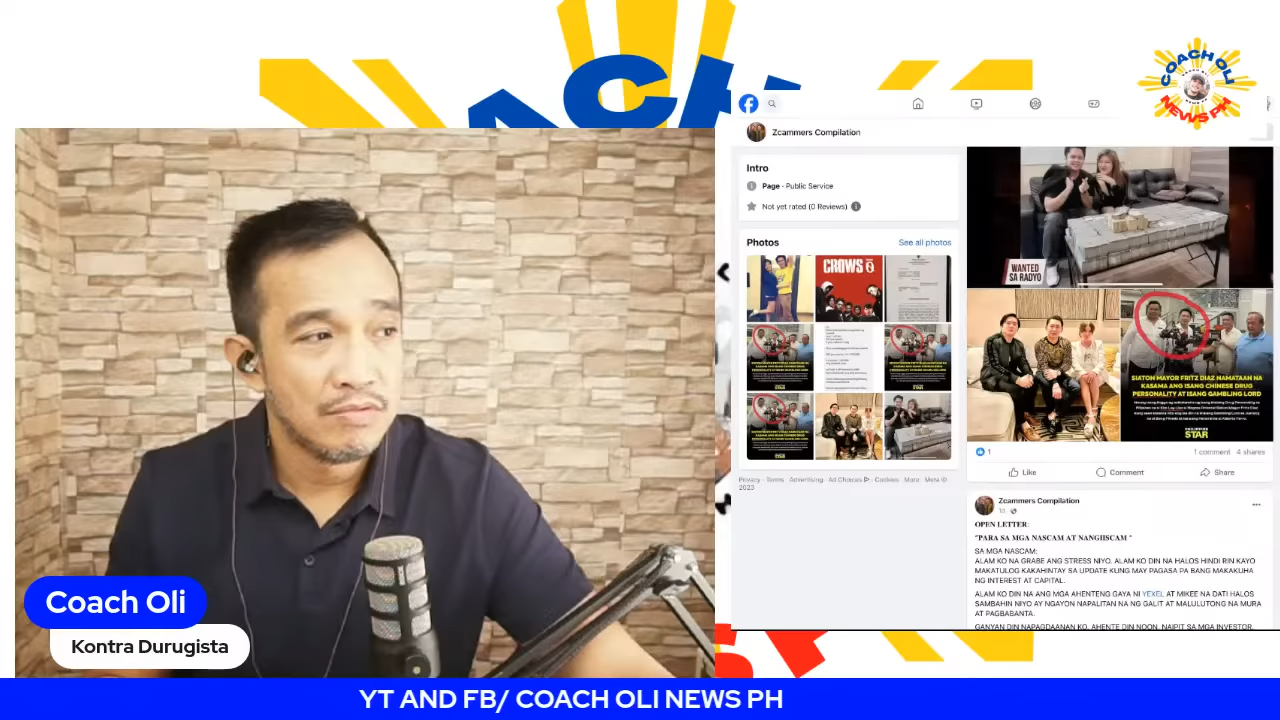 CH
COACH OLI
NEWS PH
Zcammers Compilation
Intro
Page · Public Service
Not yet rated (0 Reviews)
Photos
See all photos
CROWS
WANTED
SA RADYO
SIATON MAYOR FRITZ DIAZ NAMATAAN NA
KASAMA ANG ISANG CHINESE DRUG
PERSONALITY AT ISANG GAMBLING LORD
PHILIPPINE
STAR
Privacy · Terms · Advertising · Ad Choices · Cookies · More · Meta ©
2023
1
1 comment 4 shares
Like
Comment
Share
Zcammers Compilation
1d
OPEN LETTER:
"PARA SA MGA NASCAM AT NANGIISCAM "
SA MGA NASCAM:
ALAM KO NA GRABE ANG STRESS NIYO. ALAM KO DIN NA HALOS HINDI RIN KAYO
MAKATULOG KAKAHINTAY SA UPDATE KUNG MAY PAGASA PA BANG MAKAKUHA
NG INTEREST AT CAPITAL.
ALAM KO DIN NA ANG MGA AHENTENG GAYA NI YEXEL AT MIKEE NA DATI HALOS
SAMBAHIN NIYO AY NGAYON NAPALITAN NA NG GALIT AT MALULUTONG NA MURA
AT PAGBABANTA.
GANYAN DIN NAPAGDAANAN KO. AHENTE DIN NOON. NAIPIT SA MGA INVESTOR.
Coach Oli
Kontra Durugista
YT AND FB/ COACH OLI NEWS PH